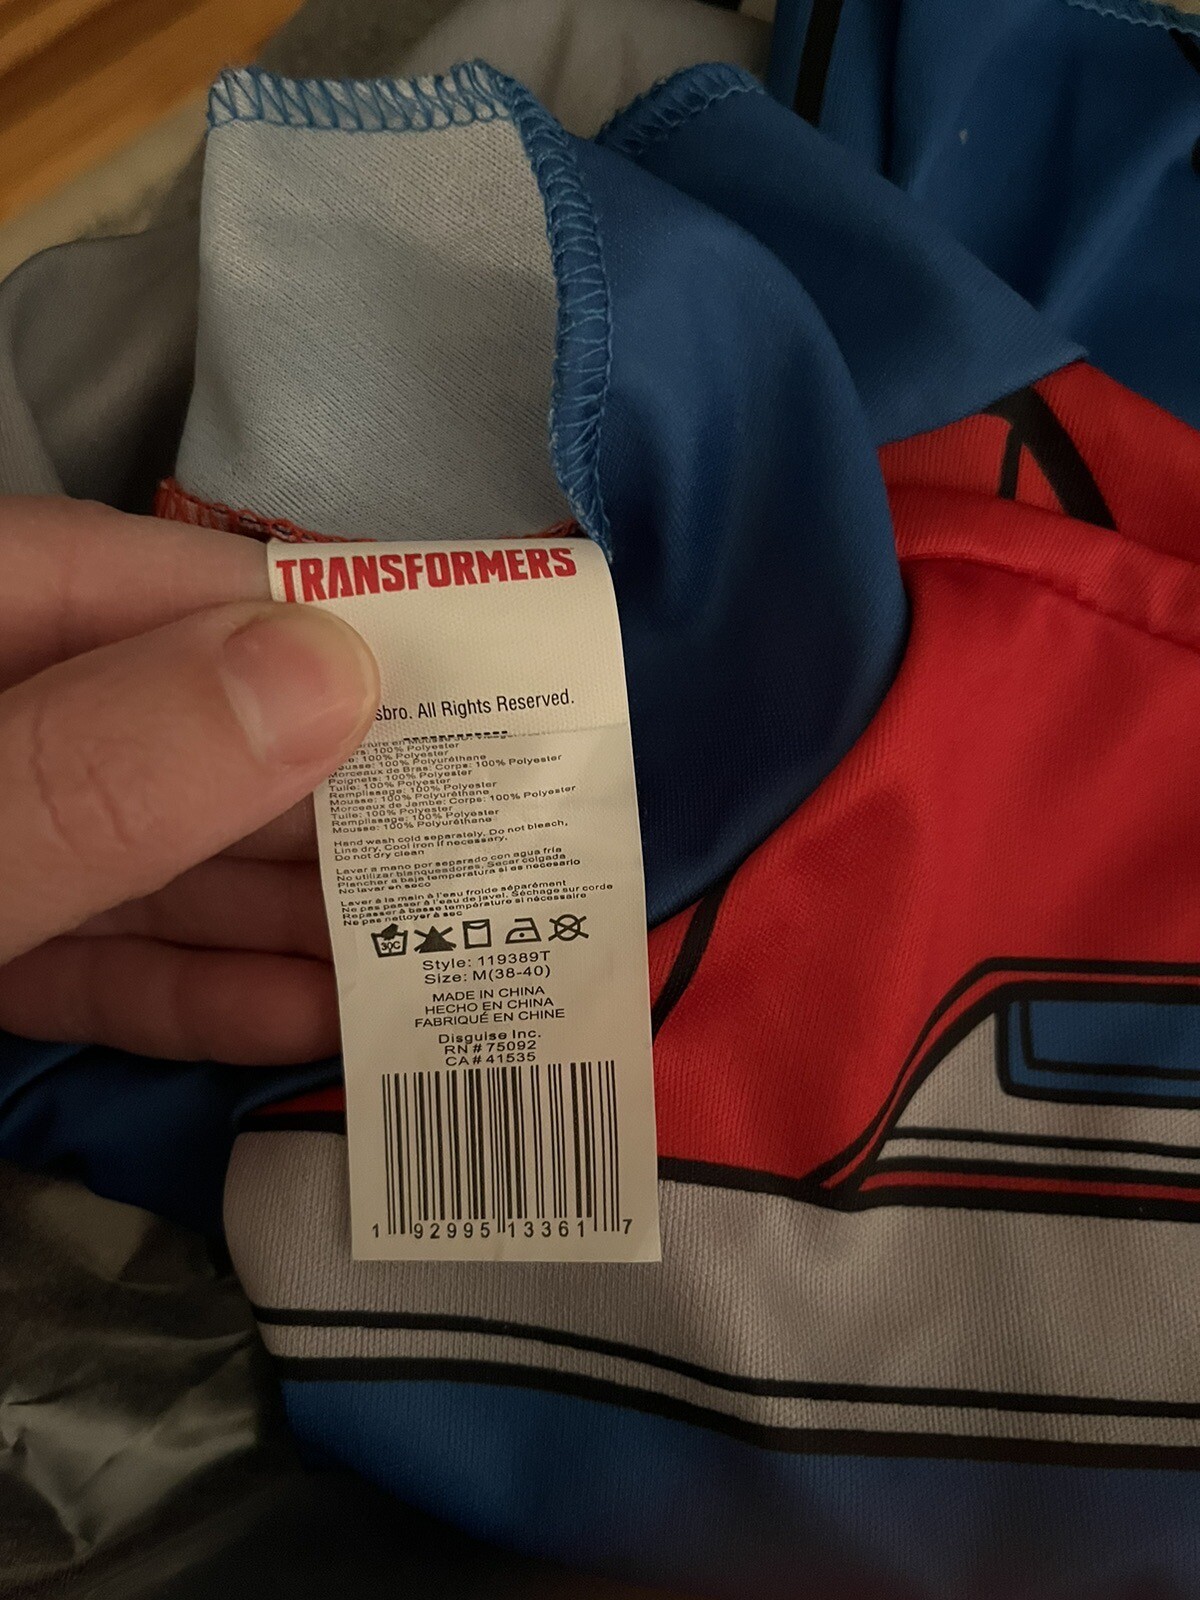 TRANSFORMERS
sbro. All Rights Reserved.
100% Polyester
100% Polyuréthane
Morceaux de Bras: Corps: 100% Polyester
Poignets: 100% Polyester
Tulle: 100% Polyester
Remplissage: 100% Polyester
Mousse: 100% Polyuréthane
Morceaux de Jambe: Corps: 100% Polyester
Tulle: 100% Polyester
Remplissage: 100% Polyester
Mousse: 100% Polyuréthane
Hand wash cold separately, Do not bleach,
Line dry, Cool iron if necessary.
Do not dry clean
Lavar a mano por separado con agua fria
No utilizar blanqueadoras, Secar colgada
Planchar a baja temperatura si es necesario
No lavar en seco
Laver à la main à l'eau froide séparément
Ne pas passer à l'eau de javel. Séchage sur corde
Repasser à basse température si nécessaire
Ne pas nettoyer à sec
30C
Style: 119389T
Size: M(38-40)
MADE IN CHINA
HECHO EN CHINA
FABRIQUÉ EN CHINE
Disguise Inc.
RN # 75092
CA # 41535
1 92995 13361 7